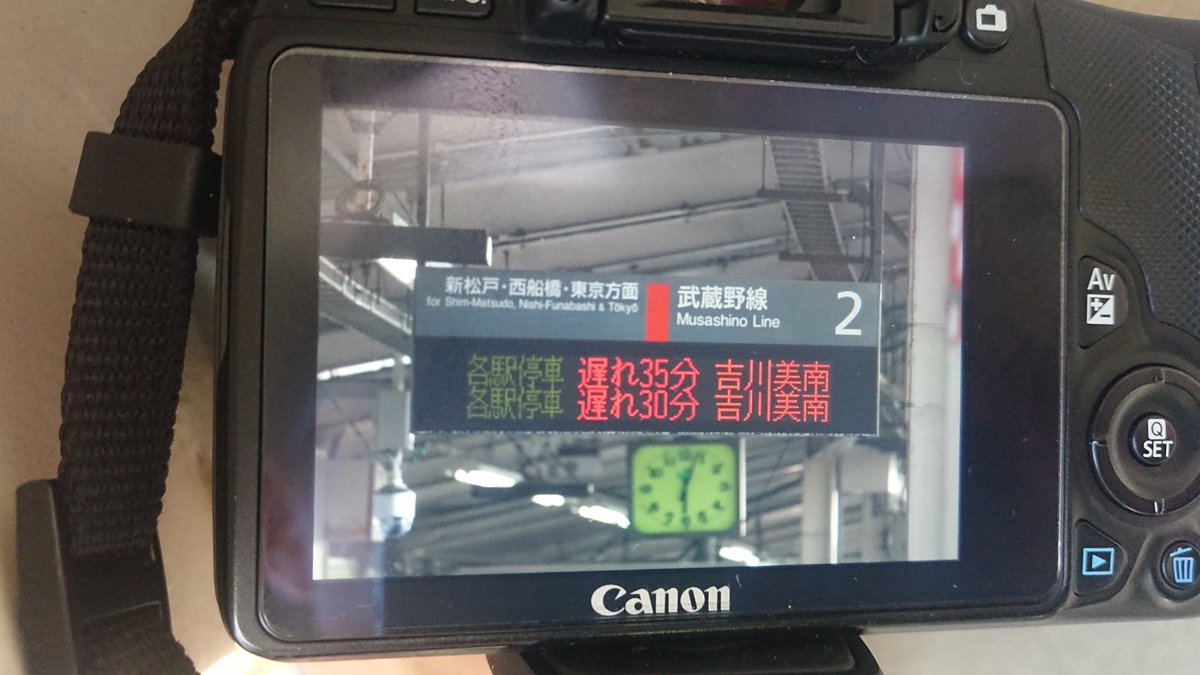 新松戸・西船橋・東京方面
for Shim-Matsudo, Nishi-Funabashi & Tōkyō
武蔵野線
Musashino Line
2
各駅停車 遅れ35分 吉川美南
各駅停車 遅れ30分 吉川美南
Av
Q
SET
Canon